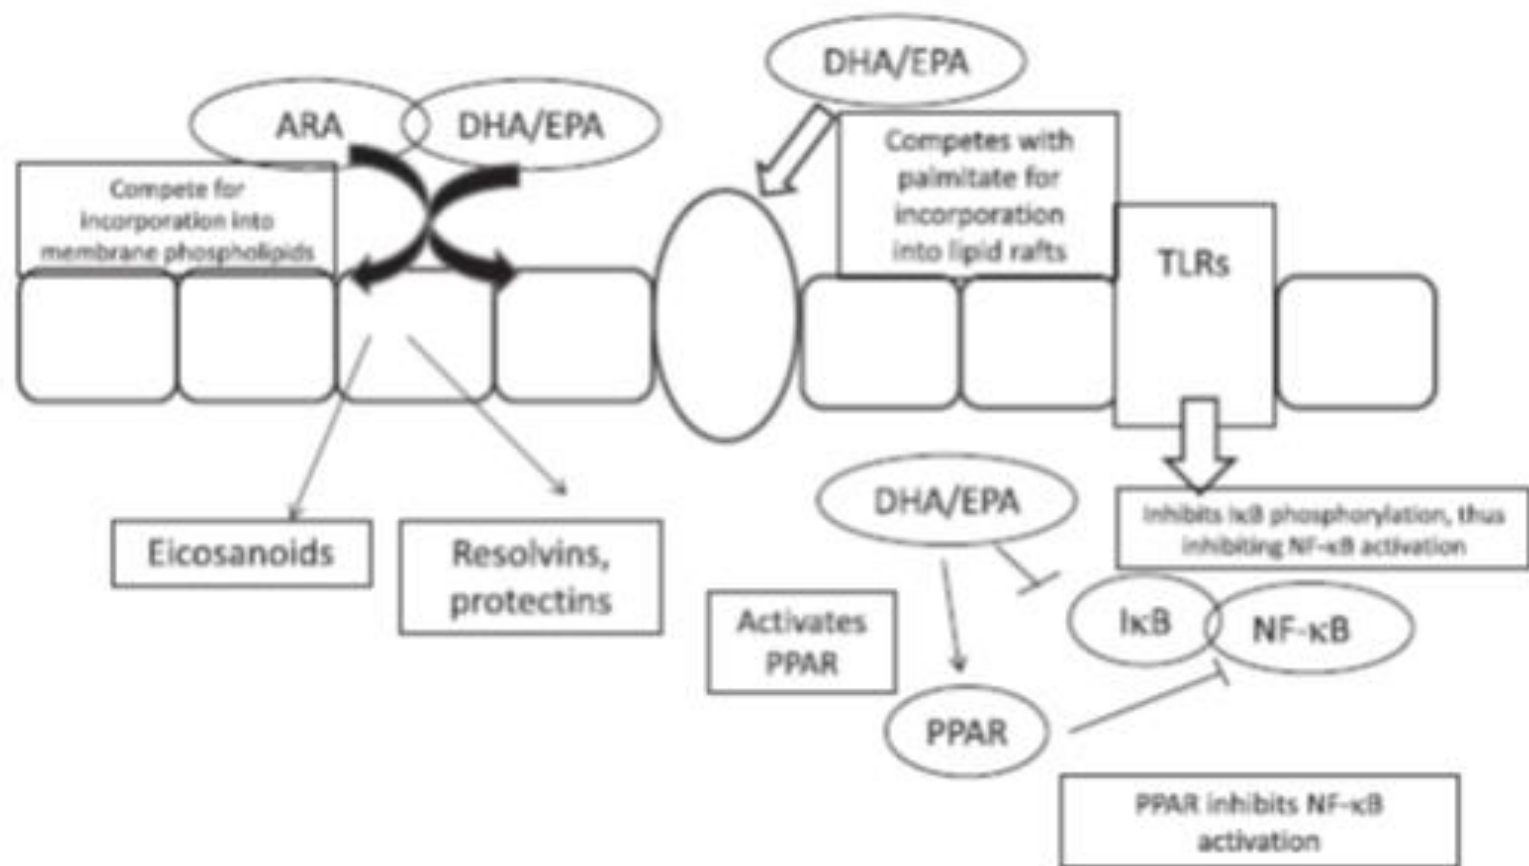 DHA/EPA
ARA
DHA/EPA
Compete for
incorporation into
membrane phospholipids
Competes with
palmitate for
incorporation
into lipid rafts
TLRs
DHA/EPA
Inhibits IκB phosphorylation, thus
inhibiting NF-κB activation
Eicosanoids
Resolvins,
protectins
Activates
PPAR
IκB
NF-κB
PPAR
PPAR inhibits NF-κB
activation